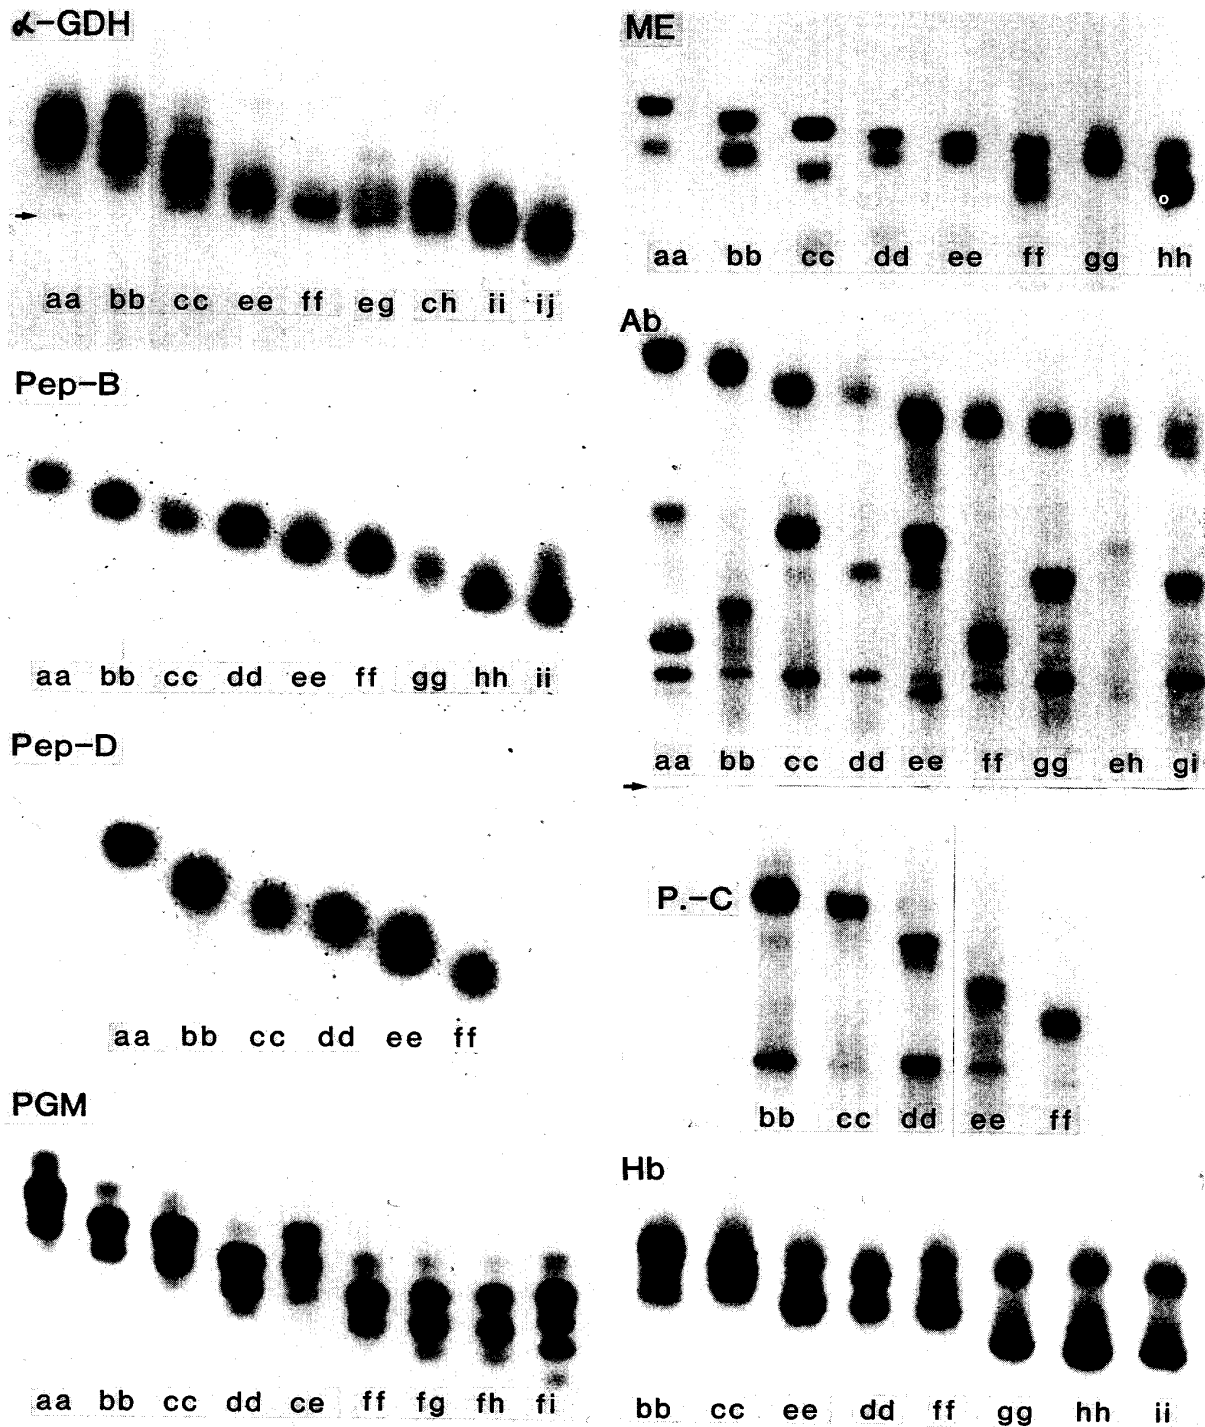 α-GDH
aa bb cc ee ff eg ch ii ij
Pep-B
aa bb cc dd ee ff gg hh ii
Pep-D
aa bb cc dd ee ff
PGM
aa bb cc dd ce ff fg fh fi
ME
o
aa bb cc dd ee ff gg hh
Ab
aa bb cc dd ee ff gg eh gi
P.-C
bb cc dd ee ff
Hb
bb cc ee dd ff gg hh ii